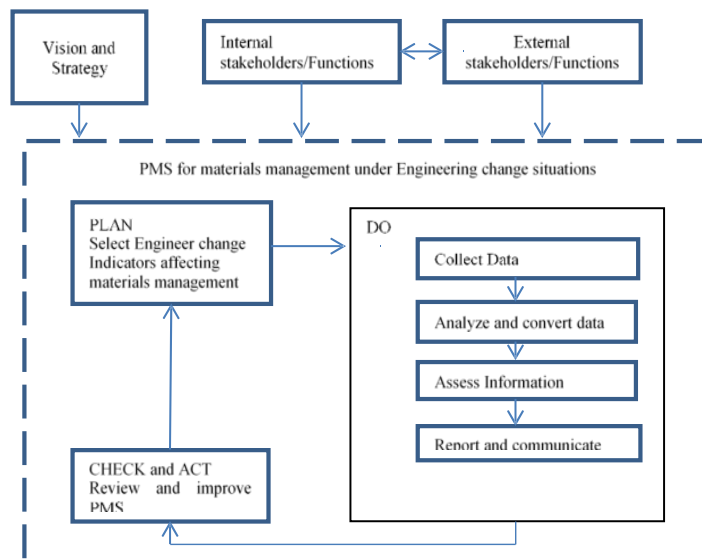 Vision and
Strategy
Internal
stakeholders/Functions
External
stakeholders/Functions
PMS for materials management under Engineering change situations
PLAN
Select Engineer change
Indicators affecting
materials management
DO
Collect Data
Analyze and convert data
Assess Information
Report and communicate
CHECK and ACT
Review and improve
PMS